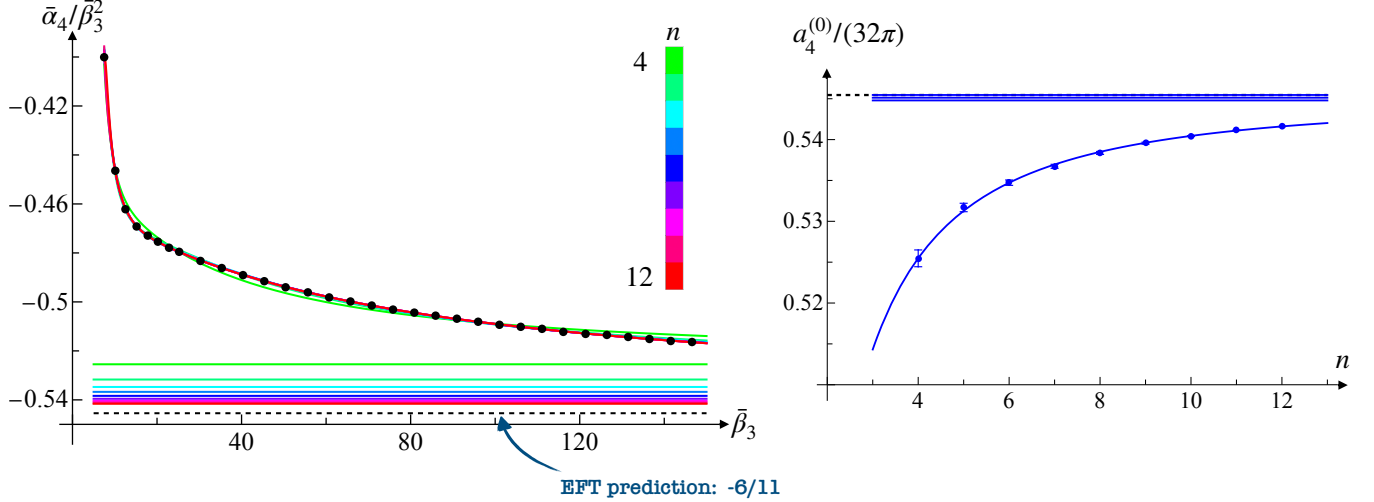 ᾱ₄/β̄₃²
n
4
12
−0.42
−0.46
−0.5
−0.54
40
80
120
β̄₃
EFT prediction: -6/11
a₄⁽⁰⁾/(32π)
0.54
0.53
0.52
n
4
6
8
10
12